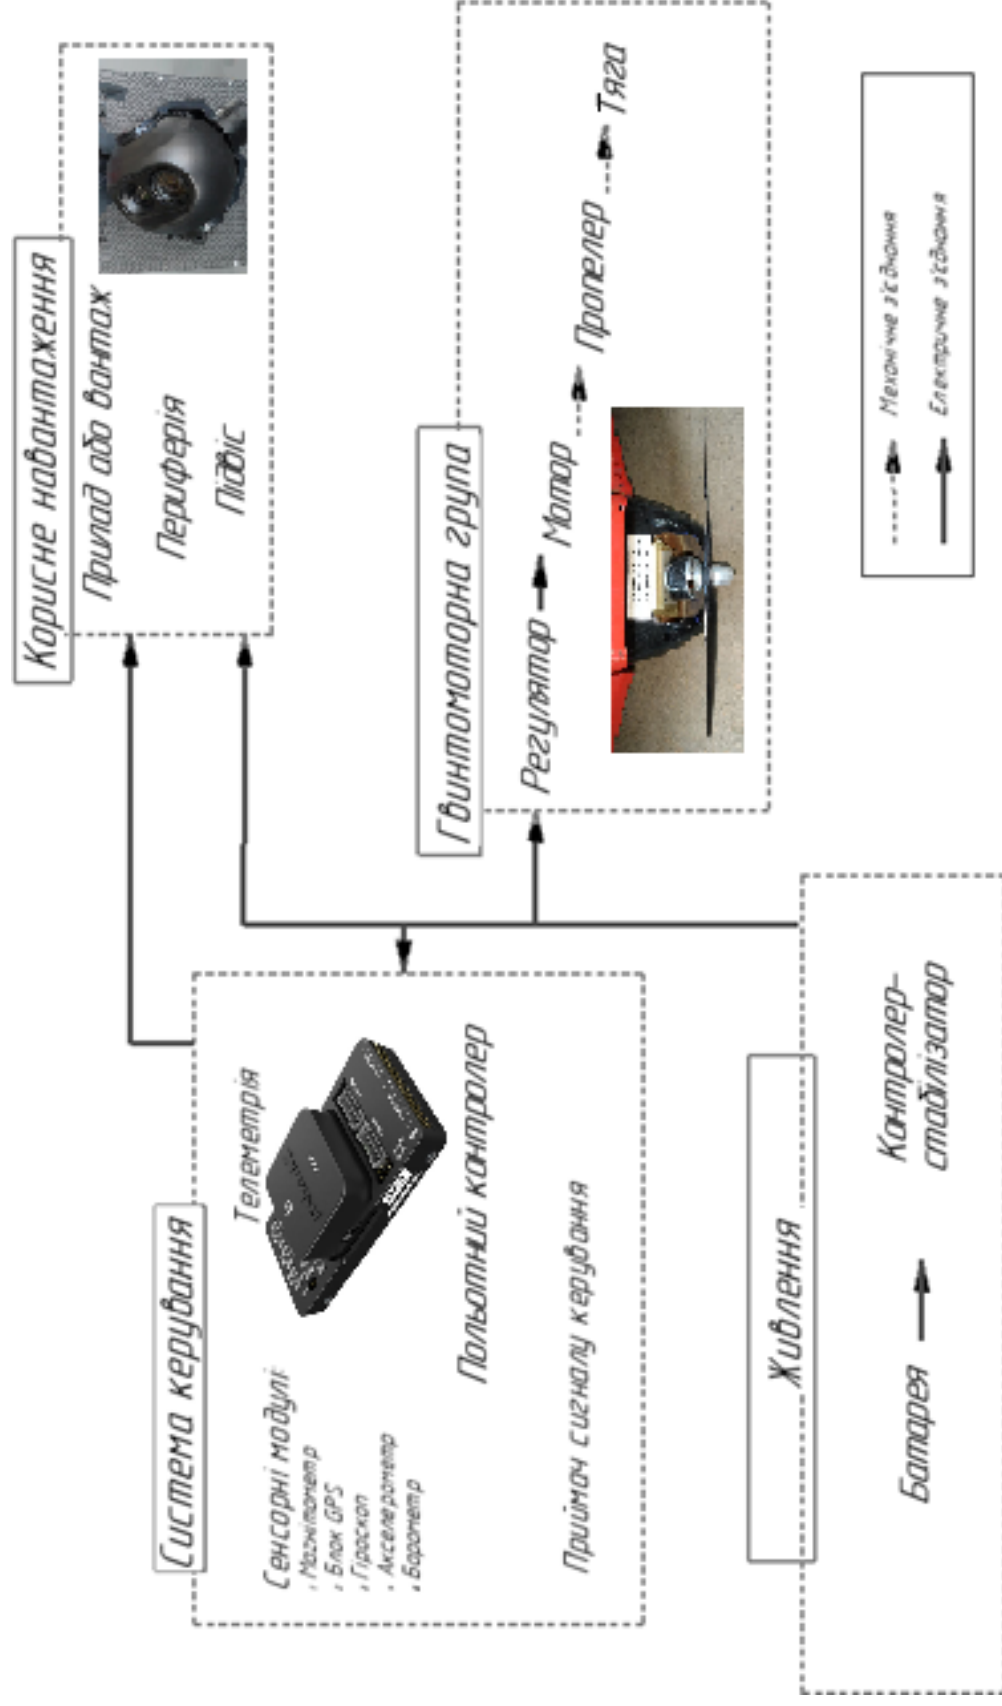 Система керування
Сенсорні модулі:
Магнітометр
Блок GPS
Гіроскоп
Акселерометр
Барометр
Телеметрія
Польотний контролер
Приймач сигналу керування
Корисне навантаження
Прилад або вантаж
Периферія
Підвіс
Гвинтомоторна група
Регулятор
Мотор
Пропелер
Тяга
Живлення
Батарея
Контролер-
стабілізатор
Механічне з'єднання
Електричне з'єднання